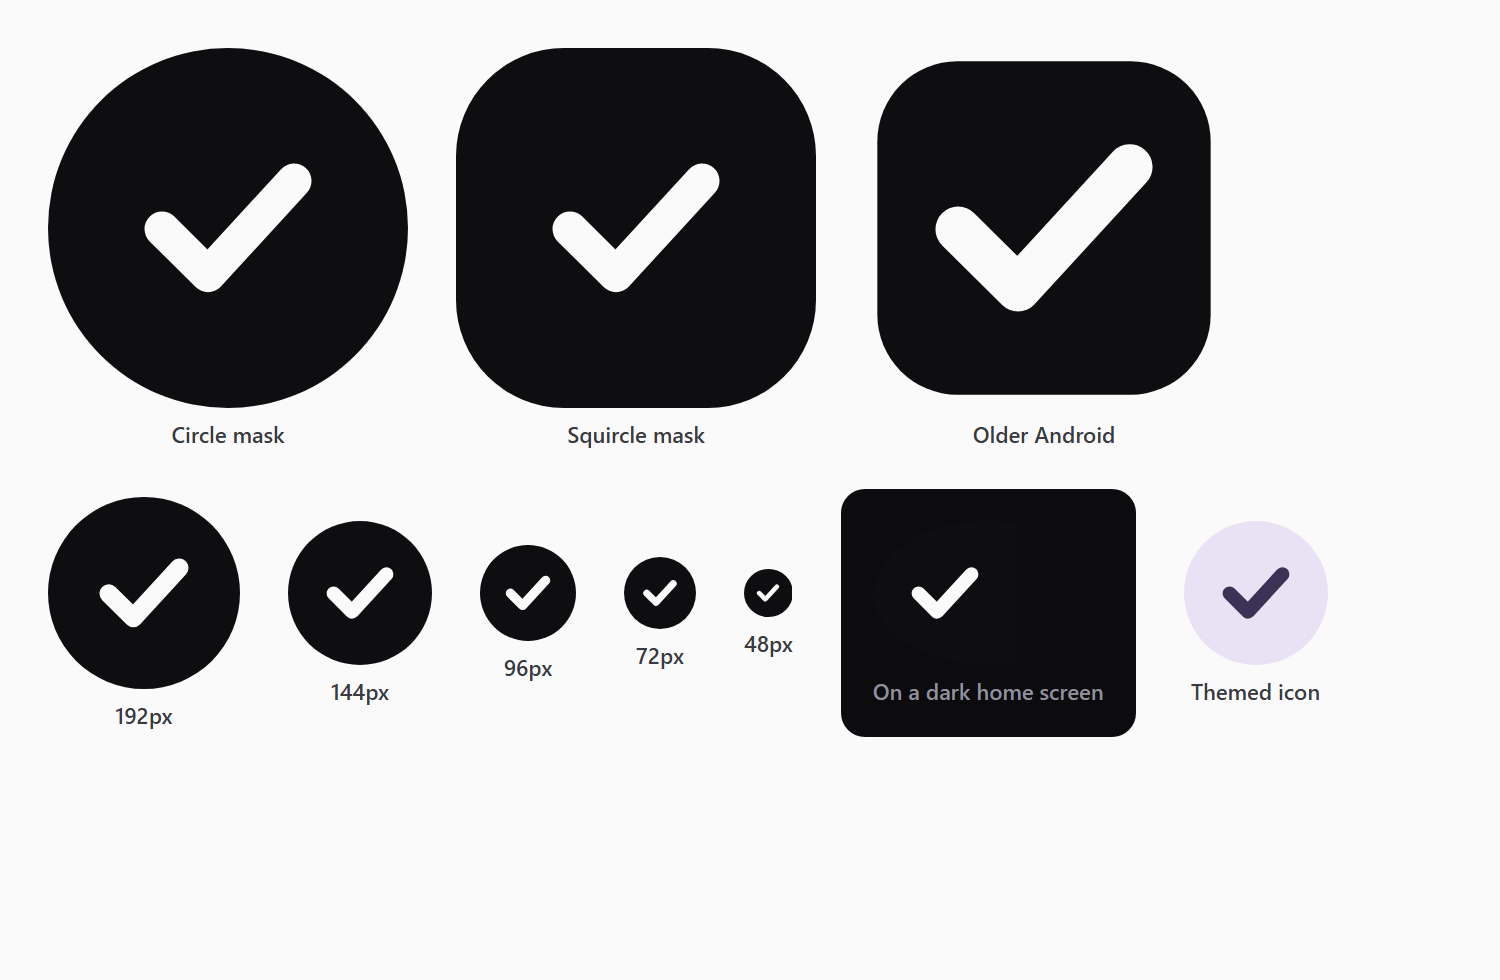 Circle mask
Squircle mask
Older Android
192px
144px
96px
72px
48px
On a dark home screen
Themed icon